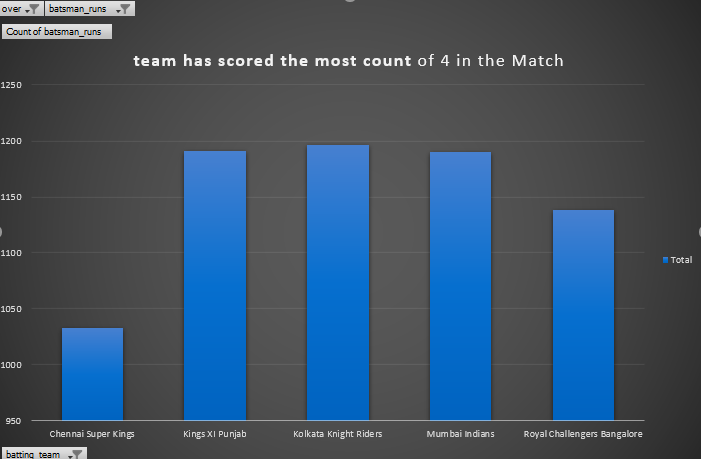 over batsman_runs
Count of batsman_runs
team has scored the most count of 4 in the Match
1250
1200
1150
1100
1050
1000
950
Chennai Super Kings Kings XI Punjab Kolkata Knight Riders Mumbai Indians Royal Challengers Bangalore
Total
batting_team